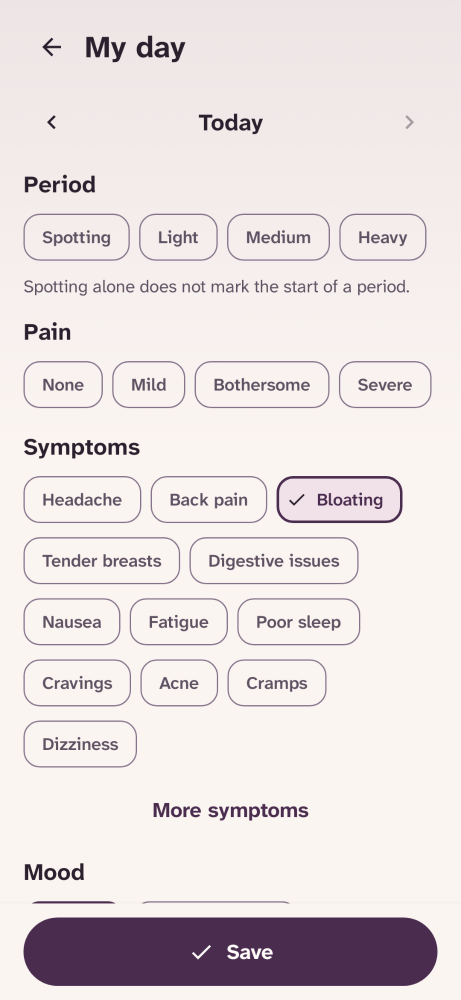 My day
Today
Period
Spotting Light Medium Heavy
Spotting alone does not mark the start of a period.
Pain
None Mild Bothersome Severe
Symptoms
Headache Back pain Bloating
Tender breasts Digestive issues
Nausea Fatigue Poor sleep
Cravings Acne Cramps
Dizziness
More symptoms
Mood
Save